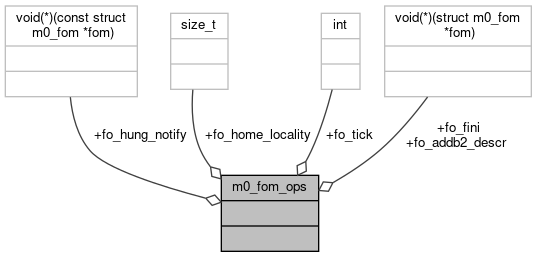 void(*)(const struct
m0_fom *fom)
size_t
int
void(*)(struct m0_fom
*fom)
+fo_hung_notify
+fo_home_locality
+fo_tick
+fo_fini
+fo_addb2_descr
m0_fom_ops